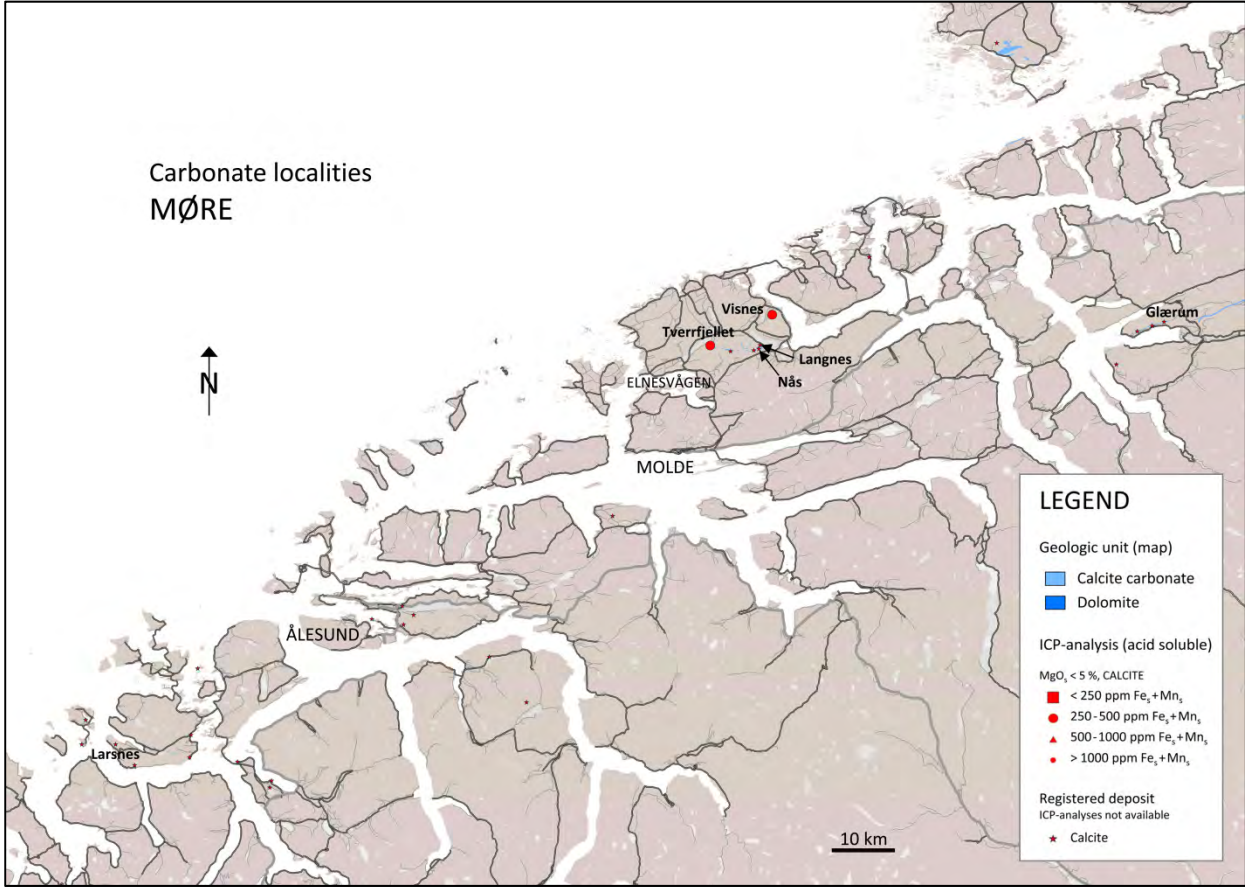 Carbonate localities
MØRE
N
Visnes
Tverrfjellet
Glærum
Langnes
Nås
ELNESVÅGEN
MOLDE
ÅLESUND
Larsnes
10 km
LEGEND
Geologic unit (map)
Calcite carbonate
Dolomite
ICP-analysis (acid soluble)
MgOs < 5 %, CALCITE
< 250 ppm Fes+Mns
250-500 ppm Fes+Mns
500-1000 ppm Fes+Mns
> 1000 ppm Fes+Mns
Registered deposit
ICP-analyses not available
Calcite